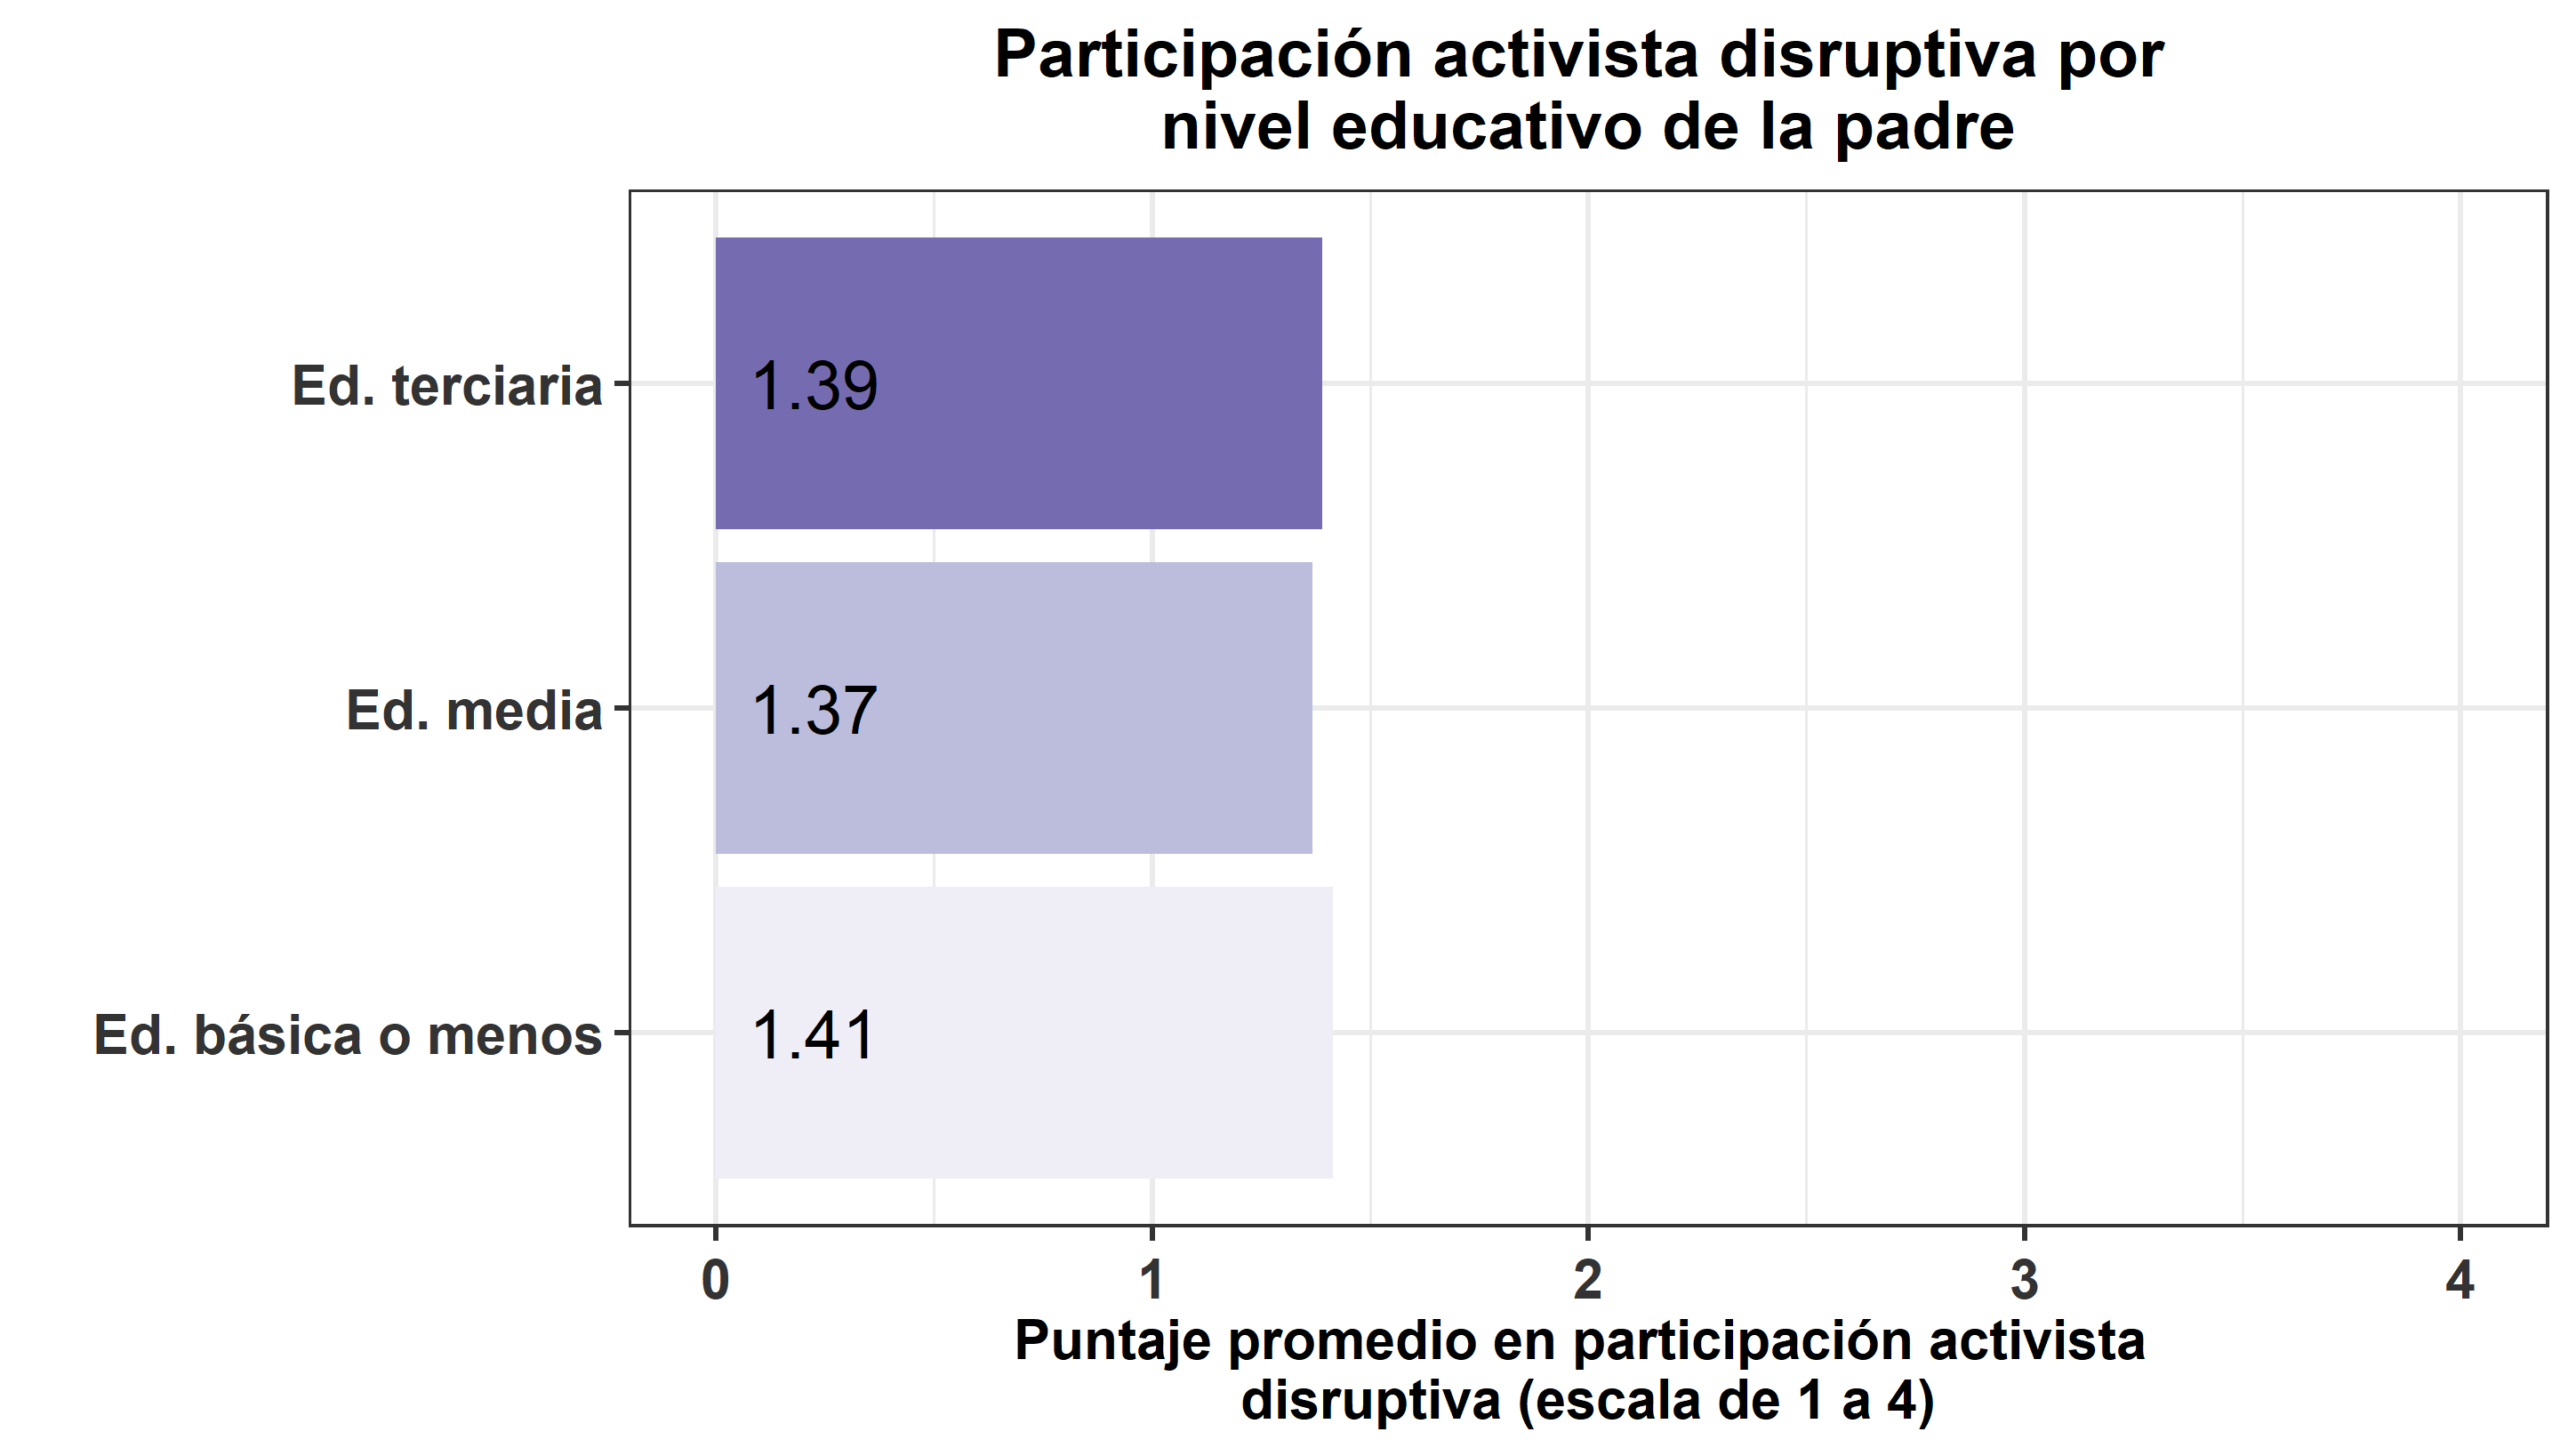 Participación activista disruptiva por
nivel educativo de la padre
Ed. terciaria
1.39
Ed. media
1.37
Ed. básica o menos
1.41
0 1 2 3 4
Puntaje promedio en participación activista
disruptiva (escala de 1 a 4)